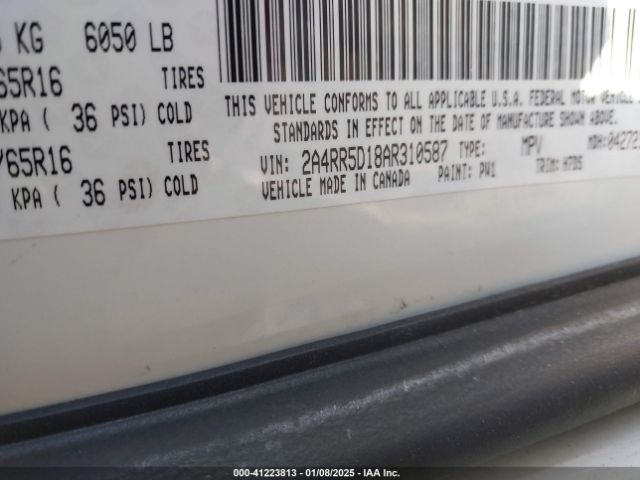 KG 6050 LB
65R16 TIRES
KPA ( 36 PSI) COLD
65R16 TIRES
KPA ( 36 PSI) COLD
THIS VEHICLE CONFORMS TO ALL APPLICABLE U.S.A. FEDERAL MOTOR VEHICLE
STANDARDS IN EFFECT ON THE DATE OF MANUFACTURE SHOWN ABOVE.
VIN: 2A4RR5D18AR310587 TYPE: MPV MDH:
VEHICLE MADE IN CANADA PAINT: PW1 TRIM:
000-41223813 - 01/08/2025 - IAA Inc.